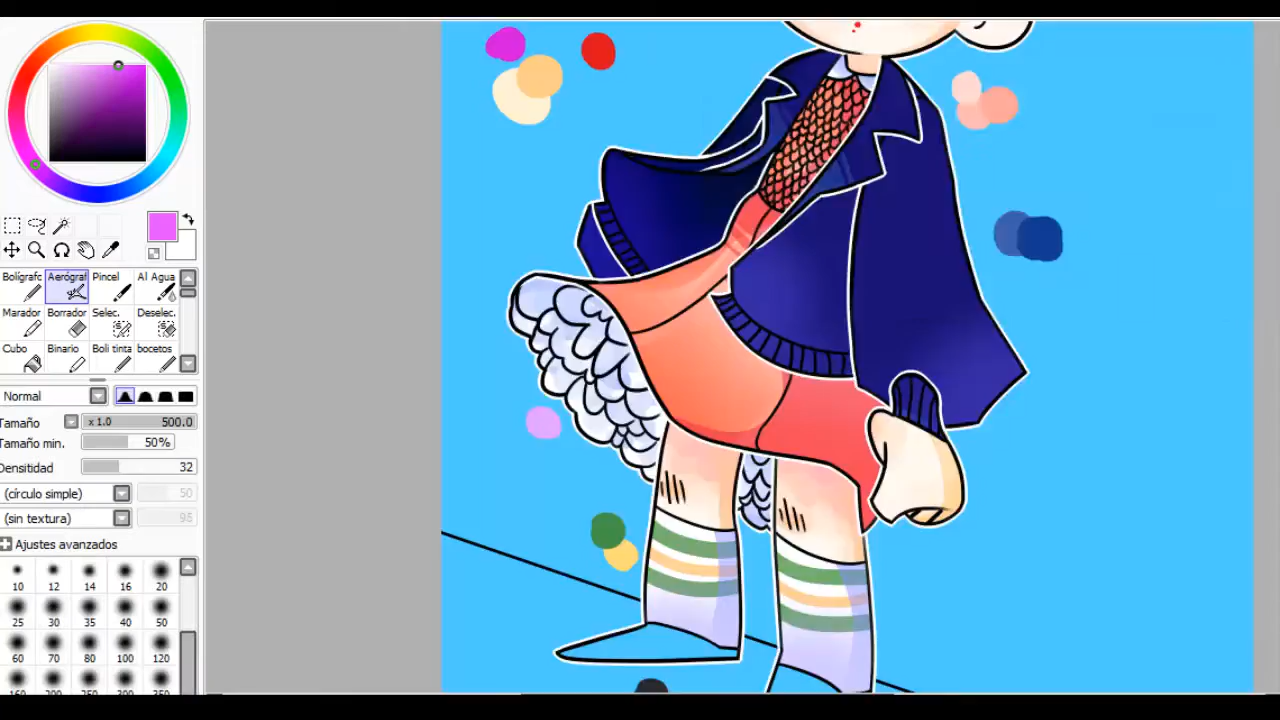 Bolígrafc Aerógraf Pincel Al Agua
Marador Borrador Selec. Deselec.
Cubo Binario Boli tinta bocetos
Normal
Tamaño x 1.0 500.0
Tamaño min. 50%
Densitidad 32
(círculo simple) 50
(sin textura) 95
Ajustes avanzados
10 12 14 16 20
25 30 35 40 50
60 70 80 100 120
160 200 250 300 350